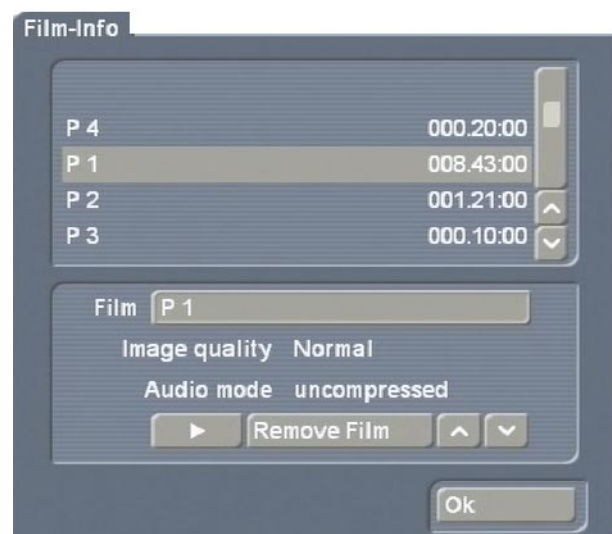 Film-Info
P 4 000.20:00
P 1 008.43:00
P 2 001.21:00
P 3 000.10:00
Film P 1
Image quality Normal
Audio mode uncompressed
Remove Film
Ok